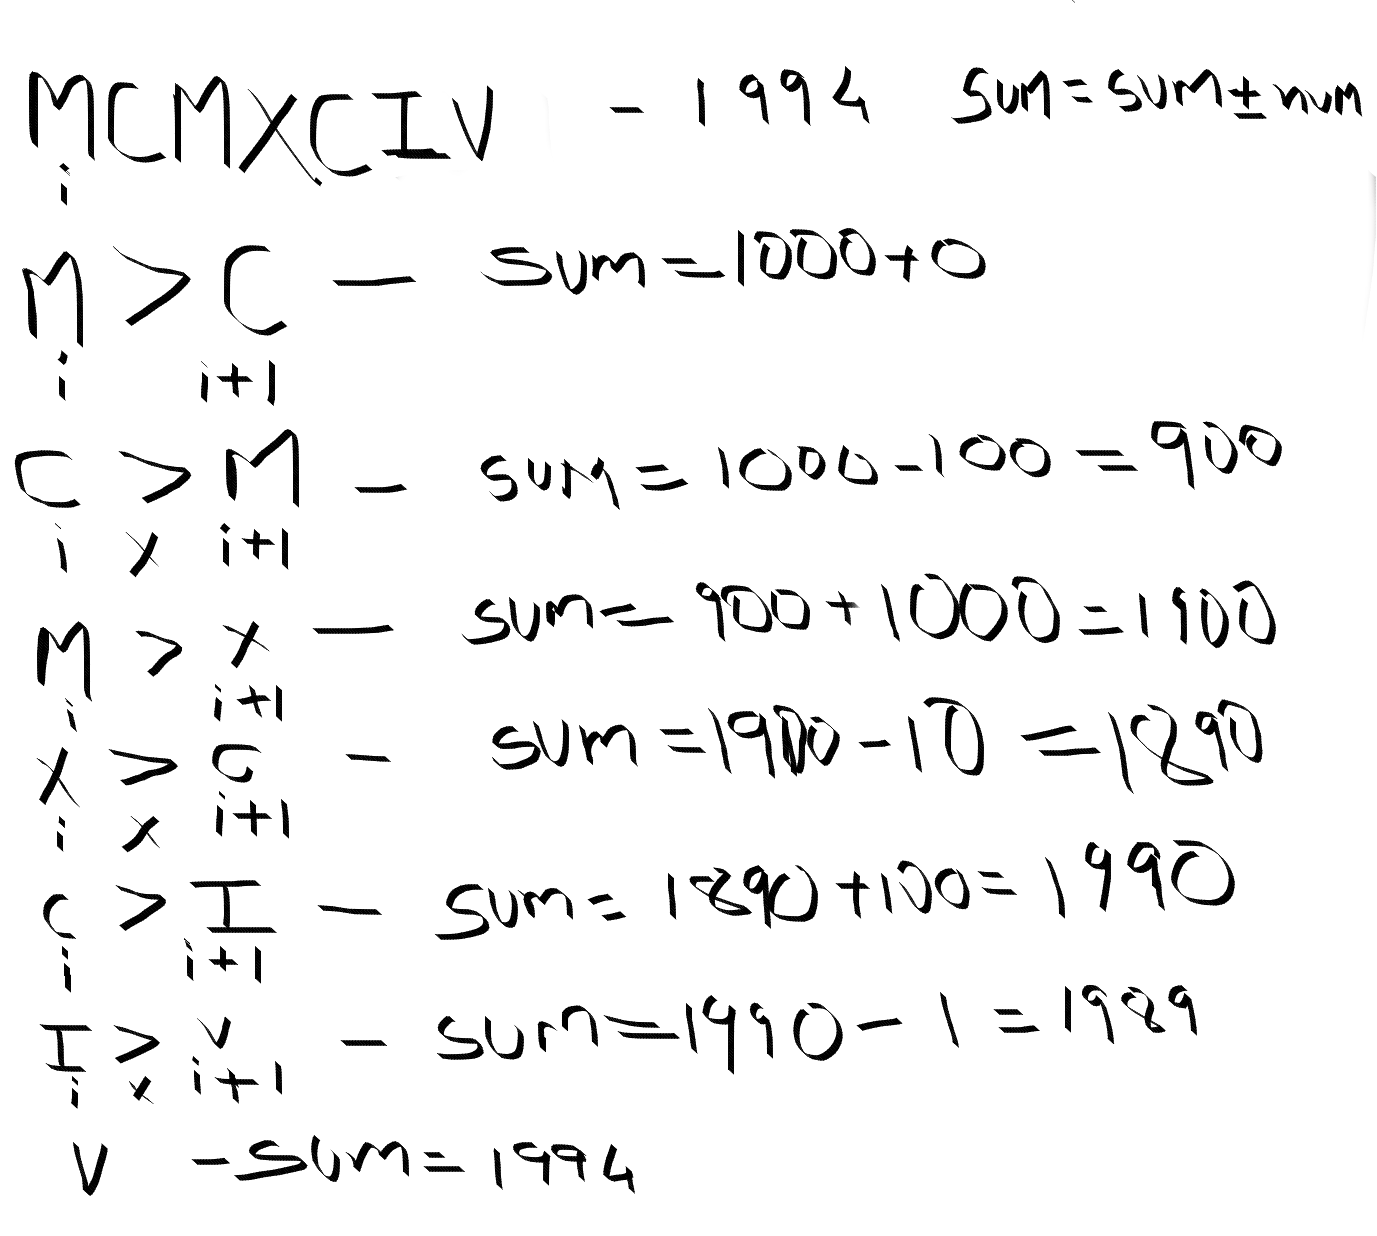 MCMXCIV - 1994 sum=sum±num
i
M > C — sum=1000+0
i i+1
C > M — sum=1000-100=900
i x i+1
M > X — sum=900+1000=1900
i i+1
X > C - sum=1900-10=1890
i x i+1
C > I — sum=1890+100=1990
i i+1
I > V - sum=1990-1=1989
i x i+1
V - sum=1994